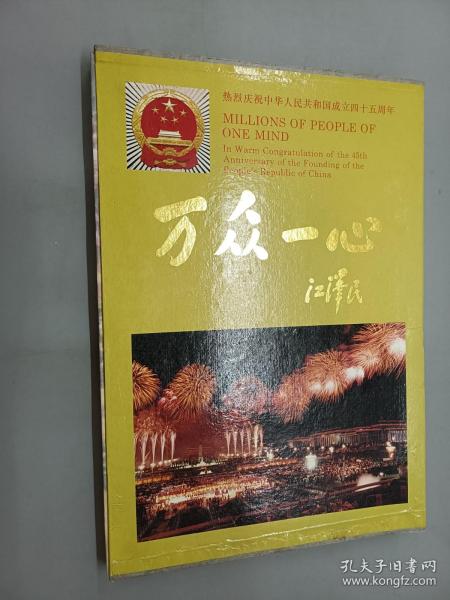 热烈庆祝中华人民共和国成立四十五周年
MILLIONS OF PEOPLE OF
ONE MIND
In Warm Congratulation of the 45th
Anniversary of the Founding of the
People's Republic of China
万众一心
江泽民
孔夫子旧书网
www.kongfz.com